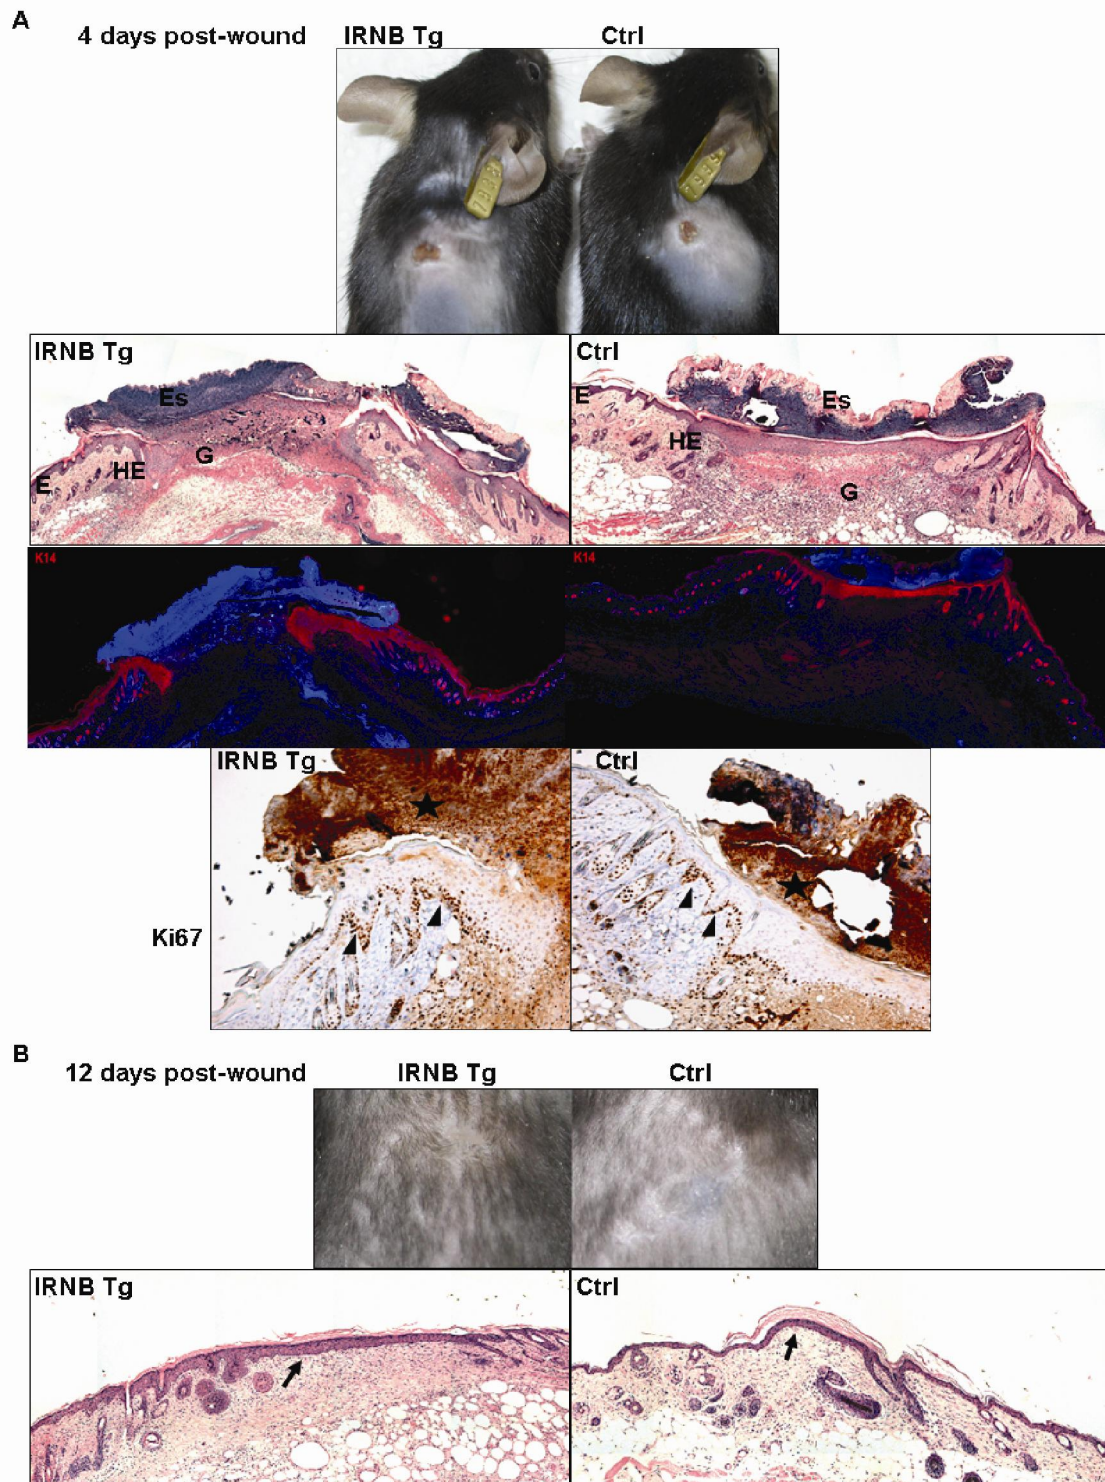 A
4 days post-wound IRNB Tg Ctrl
IRNB Tg Ctrl
Es E Es
HE HE
G
E G
K14 K14
IRNB Tg Ctrl
Ki67
B
12 days post-wound IRNB Tg Ctrl
IRNB Tg Ctrl